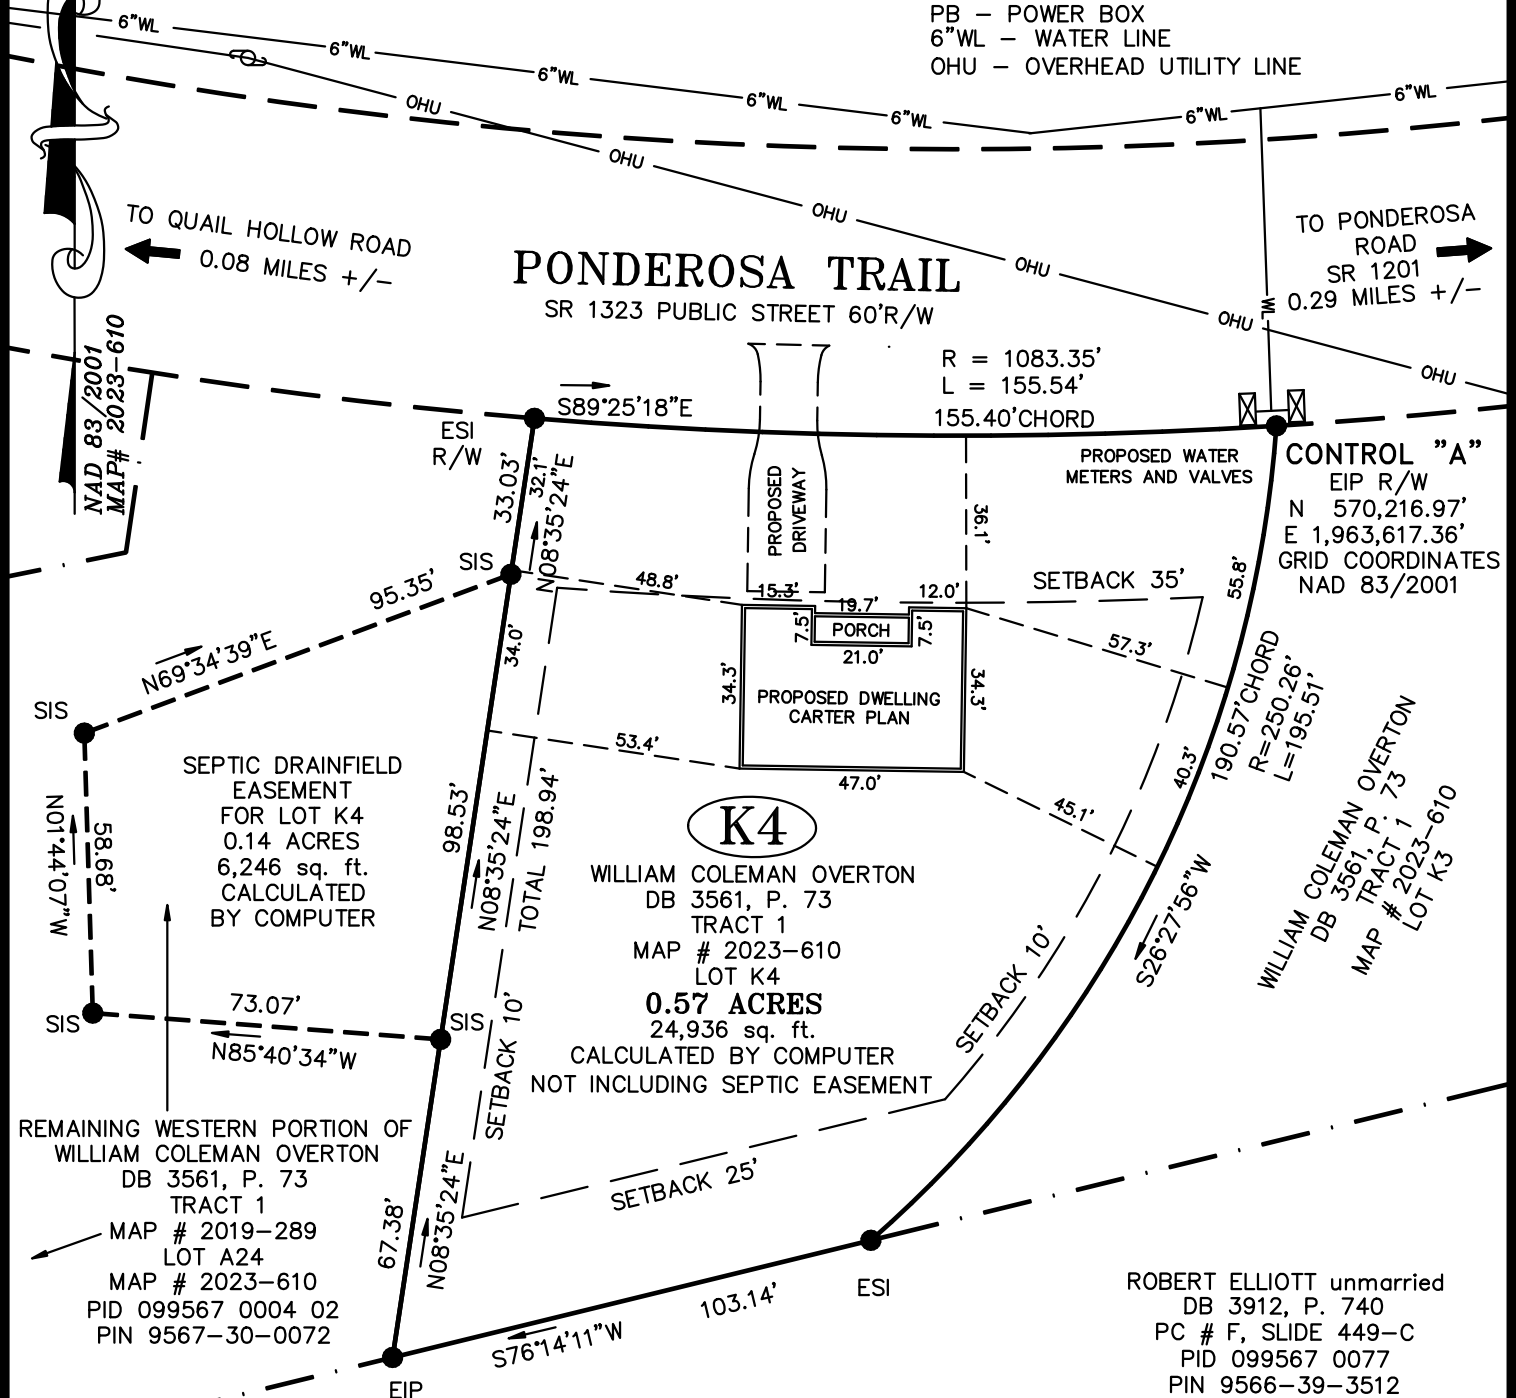 PB – POWER BOX
6"WL – WATER LINE
OHU – OVERHEAD UTILITY LINE
6"WL
6"WL
6"WL
6"WL
6"WL
6"WL
6"WL
OHU
OHU
OHU
OHU
OHU
OHU
WL
TO QUAIL HOLLOW ROAD
0.08 MILES +/–
PONDEROSA TRAIL
SR 1323 PUBLIC STREET 60'R/W
TO PONDEROSA
ROAD
SR 1201
0.29 MILES +/–
NAD 83/2001
MAP# 2023–610
R = 1083.35'
L = 155.54'
155.40'CHORD
S89°25'18"E
ESI
R/W
PROPOSED WATER
METERS AND VALVES
CONTROL "A"
EIP R/W
N 570,216.97'
E 1,963,617.36'
GRID COORDINATES
NAD 83/2001
33.03'
32.1'
N08°35'24"E
PROPOSED
DRIVEWAY
36.1'
SIS
95.35'
N69°34'39"E
48.8'
15.3'
19.7'
12.0'
SETBACK 35'
55.8'
7.5'
PORCH
7.5'
21.0'
57.3'
34.0'
34.3'
PROPOSED DWELLING
CARTER PLAN
34.3'
190.57'CHORD
R=250.26'
L=195.51'
SIS
53.4'
47.0'
40.3'
45.1'
SEPTIC DRAINFIELD
EASEMENT
FOR LOT K4
0.14 ACRES
6,246 sq. ft.
CALCULATED
BY COMPUTER
58.68'
N01°44'07"W
98.53'
N08°35'24"E
TOTAL 198.94'
K4
WILLIAM COLEMAN OVERTON
DB 3561, P. 73
TRACT 1
MAP # 2023–610
LOT K4
0.57 ACRES
24,936 sq. ft.
CALCULATED BY COMPUTER
NOT INCLUDING SEPTIC EASEMENT
WILLIAM COLEMAN OVERTON
DB 3561, P. 73
TRACT 1
MAP # 2023–610
LOT K3
S26°27'56"W
SETBACK 10'
SETBACK 10'
SIS
73.07'
SIS
N85°40'34"W
REMAINING WESTERN PORTION OF
WILLIAM COLEMAN OVERTON
DB 3561, P. 73
TRACT 1
MAP # 2019–289
LOT A24
MAP # 2023–610
PID 099567 0004 02
PIN 9567–30–0072
67.38'
N08°35'24"E
SETBACK 25'
103.14'
S76°14'11"W
ESI
EIP
ROBERT ELLIOTT unmarried
DB 3912, P. 740
PC # F, SLIDE 449–C
PID 099567 0077
PIN 9566–39–3512